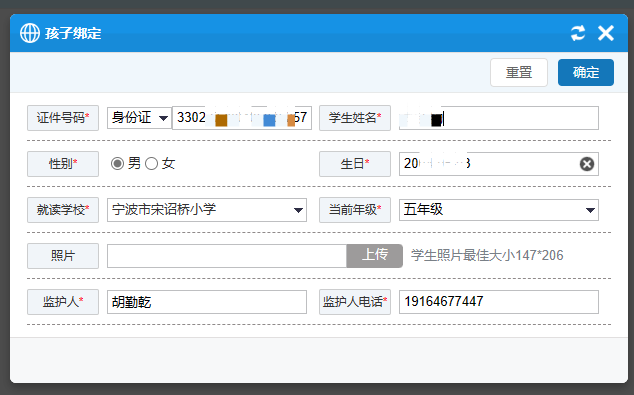 孩子绑定
重置 确定
证件号码* 身份证 3302 57 学生姓名*
性别* 男 女 生日* 20
就读学校* 宁波市宋诏桥小学 当前年级* 五年级
照片 上传 学生照片最佳大小147*206
监护人* 胡勤乾 监护人电话* 19164677447